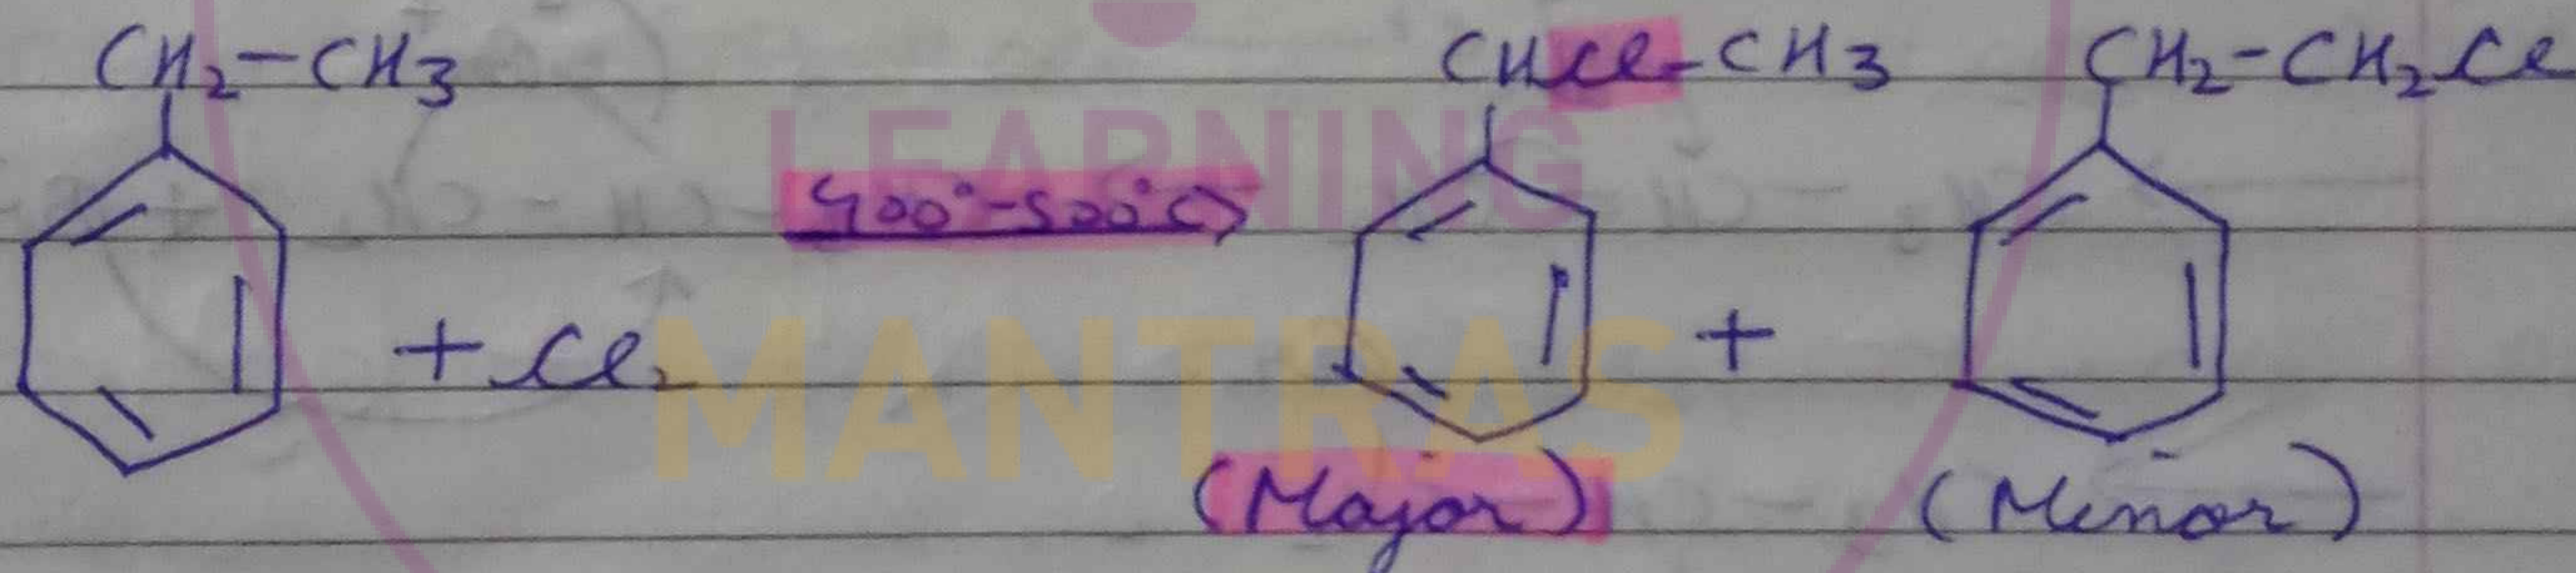 CH2-CH3 CHCl-CH3 CH2-CH2Cl
LEARNING
400°-500°C
+ Cl2 +
MANTRAS
(Major) (Minor)